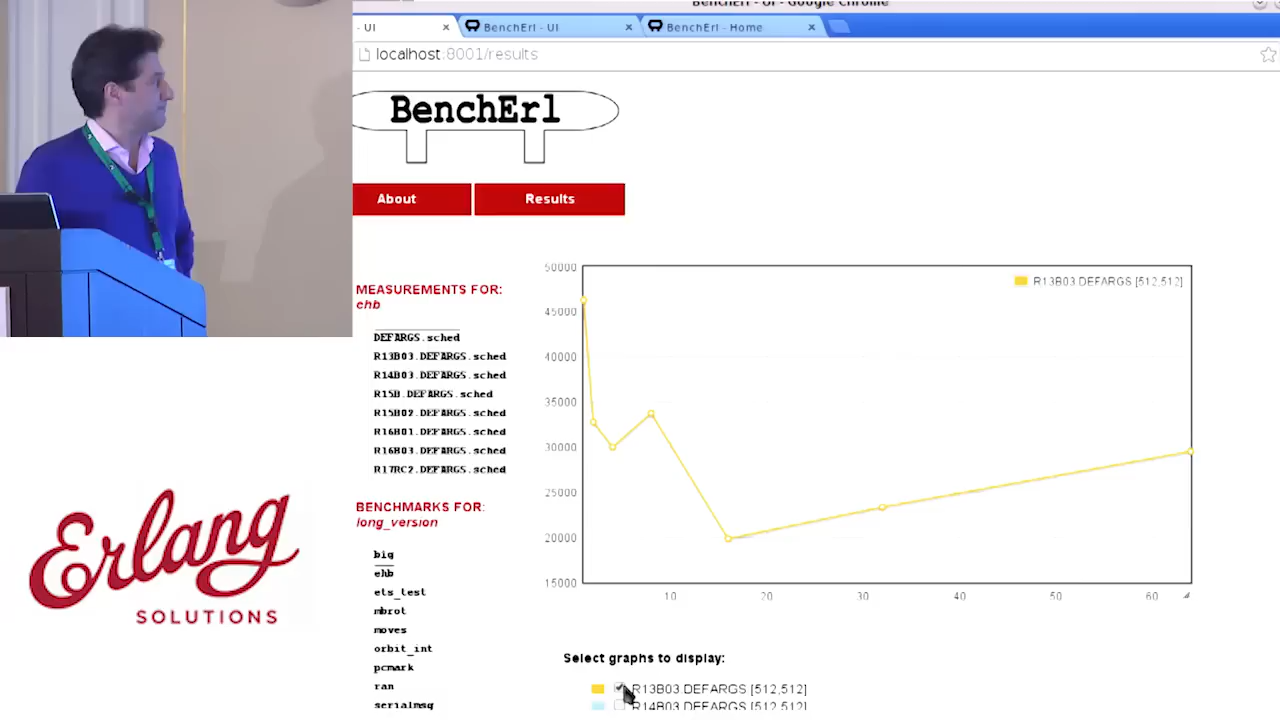 BenchErl - UI - Google Chrome
- UI
BenchErl - UI
BenchErl - Home
localhost:8001/results
BenchErl
About
Results
MEASUREMENTS FOR:
ehb
DEFARGS.sched
R13B03.DEFARGS.sched
R14B03.DEFARGS.sched
R15B.DEFARGS.sched
R15B02.DEFARGS.sched
R16B01.DEFARGS.sched
R16B03.DEFARGS.sched
R17RC2.DEFARGS.sched
BENCHMARKS FOR:
long_version
big
ehb
ets_test
mbrot
moves
orbit_int
pcmark
ran
serialmsg
50000
45000
40000
35000
30000
25000
20000
15000
10
20
30
40
50
60
R13B03.DEFARGS [512,512]
Select graphs to display:
R13B03.DEFARGS [512,512]
R14B03.DEFARGS [512,512]
Erlang
SOLUTIONS